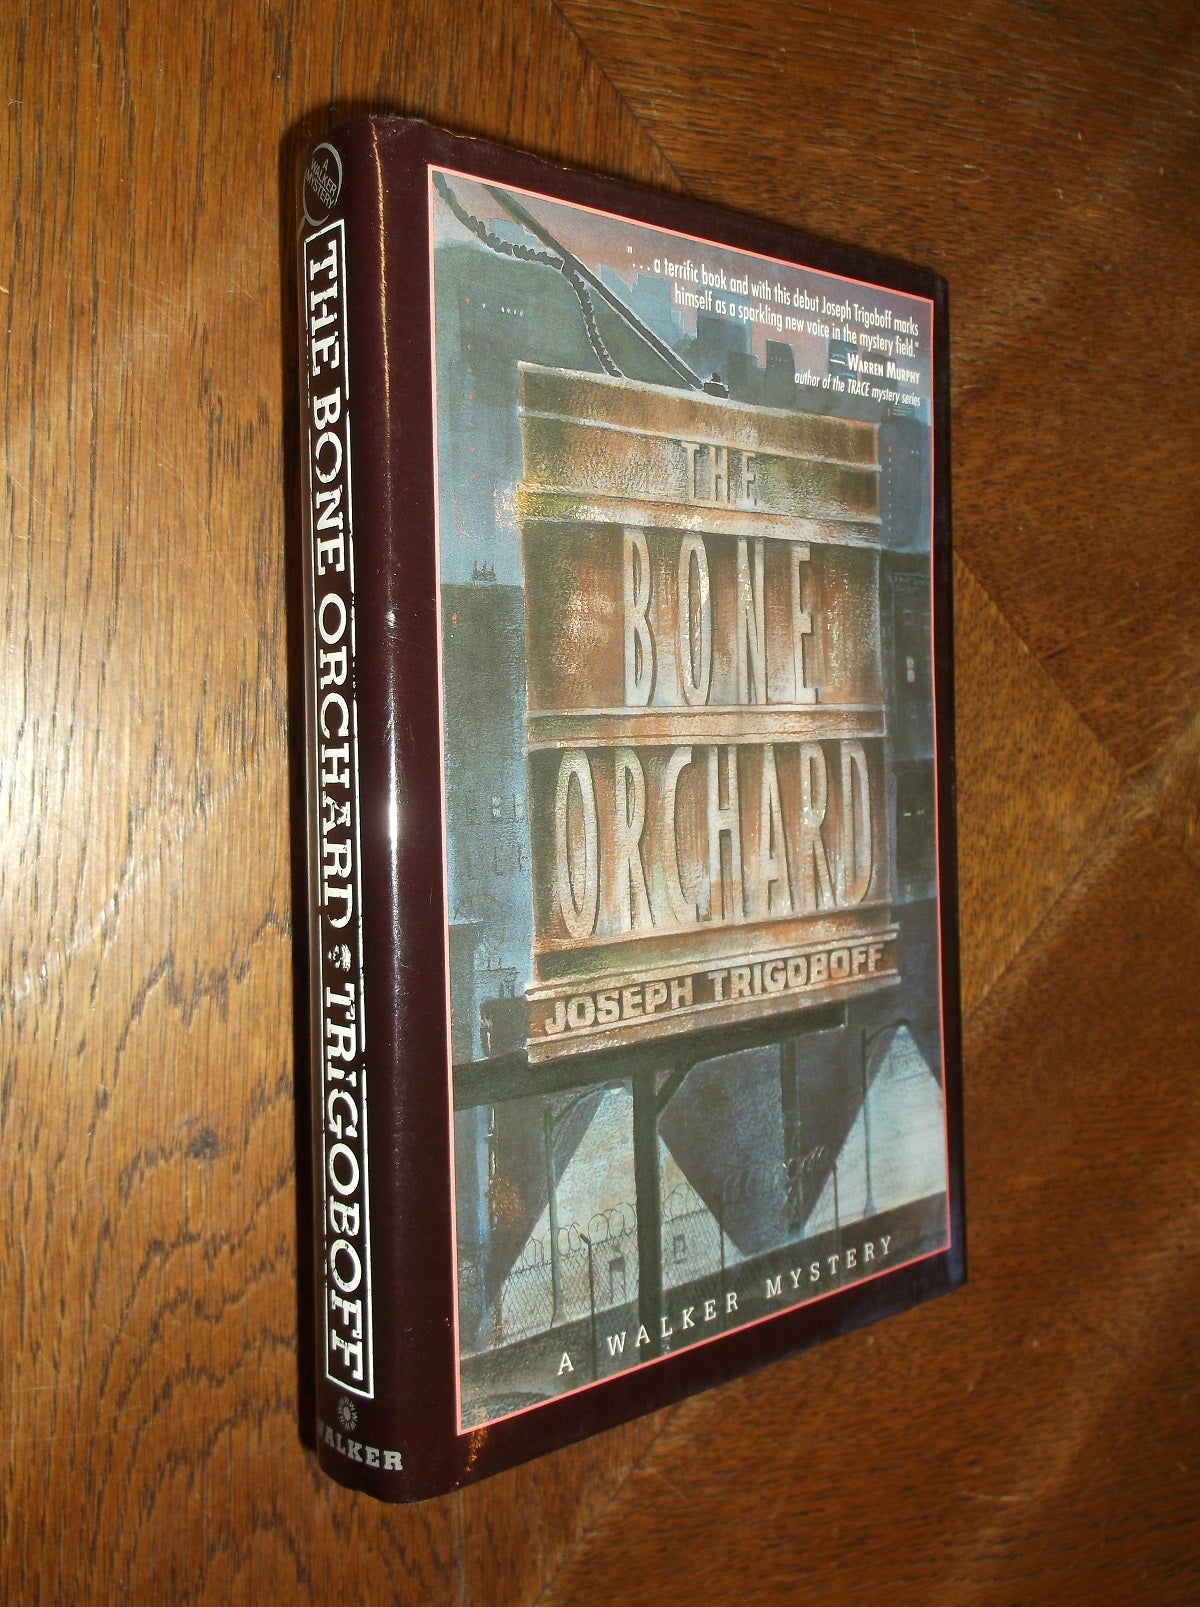 A
WALKER
MYSTERY
THE BONE ORCHARD TRIGOBOFF
WALKER
"... a terrific book and with this debut Joseph Trigoboff marks
himself as a sparkling new voice in the mystery field."
—WARREN MURPHY
author of the TRACE mystery series
THE
BONE
ORCHARD
JOSEPH TRIGOBOFF
A WALKER MYSTERY